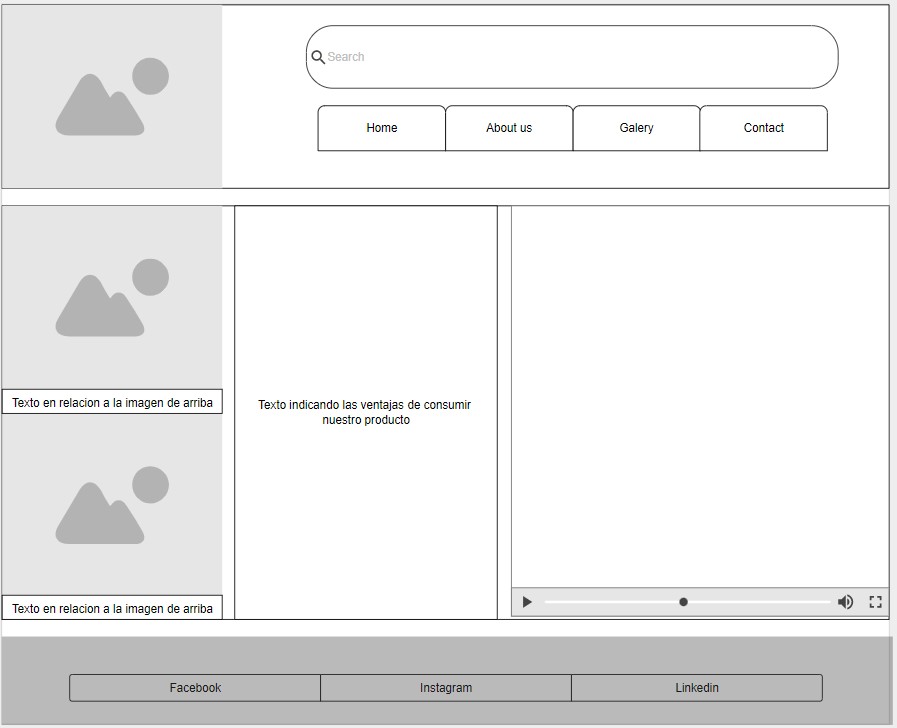 Search
Home
About us
Galery
Contact
Texto en relacion a la imagen de arriba
Texto en relacion a la imagen de arriba
Texto indicando las ventajas de consumir
nuestro producto
Facebook
Instagram
Linkedin